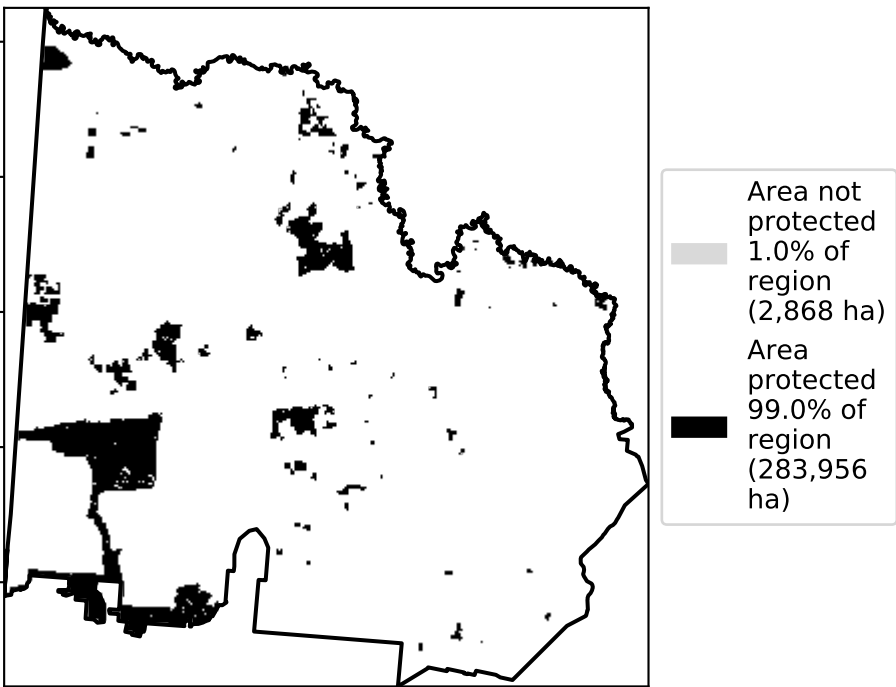 Area not
protected
1.0% of
region
(2,868 ha)
Area
protected
99.0% of
region
(283,956
ha)